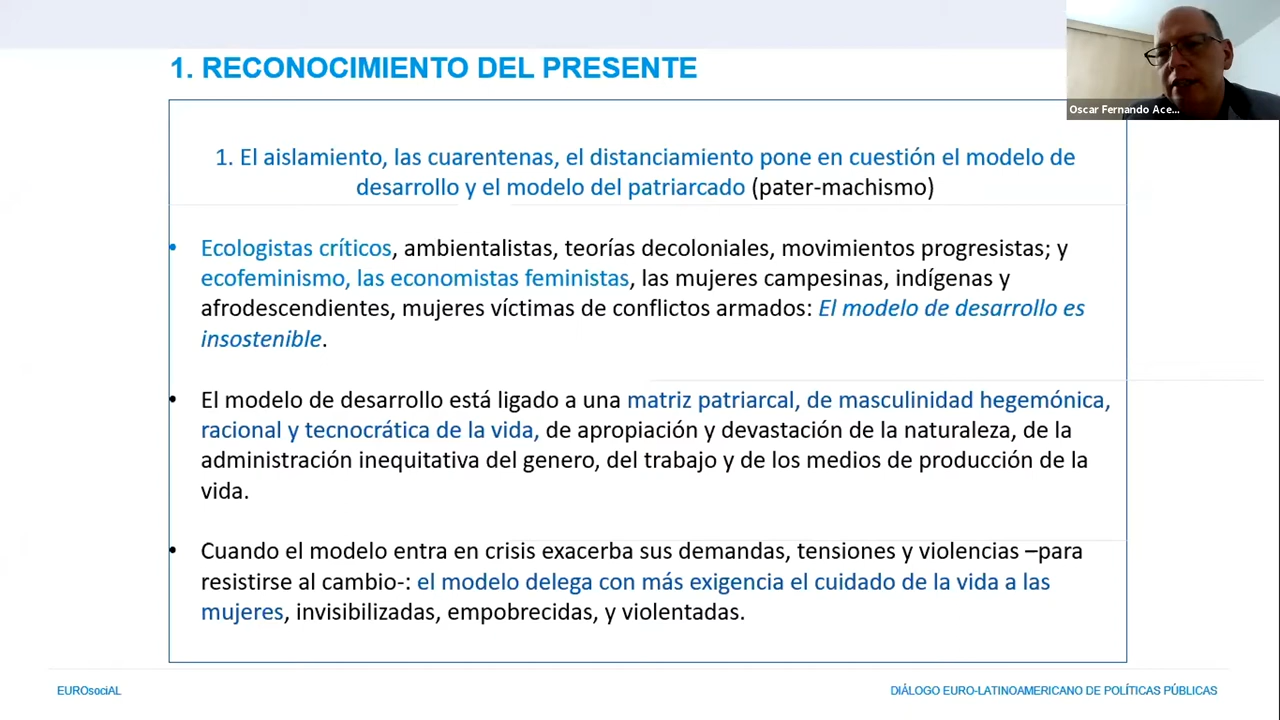 1. RECONOCIMIENTO DEL PRESENTE
Oscar Fernando Ace...
1. El aislamiento, las cuarentenas, el distanciamiento pone en cuestión el modelo de
desarrollo y el modelo del patriarcado (pater-machismo)
• Ecologistas críticos, ambientalistas, teorías decoloniales, movimientos progresistas; y
ecofeminismo, las economistas feministas, las mujeres campesinas, indígenas y
afrodescendientes, mujeres víctimas de conflictos armados: El modelo de desarrollo es
insostenible.
• El modelo de desarrollo está ligado a una matriz patriarcal, de masculinidad hegemónica,
racional y tecnocrática de la vida, de apropiación y devastación de la naturaleza, de la
administración inequitativa del genero, del trabajo y de los medios de producción de la
vida.
• Cuando el modelo entra en crisis exacerba sus demandas, tensiones y violencias –para
resistirse al cambio-: el modelo delega con más exigencia el cuidado de la vida a las
mujeres, invisibilizadas, empobrecidas, y violentadas.
EUROsociAL
DIÁLOGO EURO-LATINOAMERICANO DE POLÍTICAS PÚBLICAS